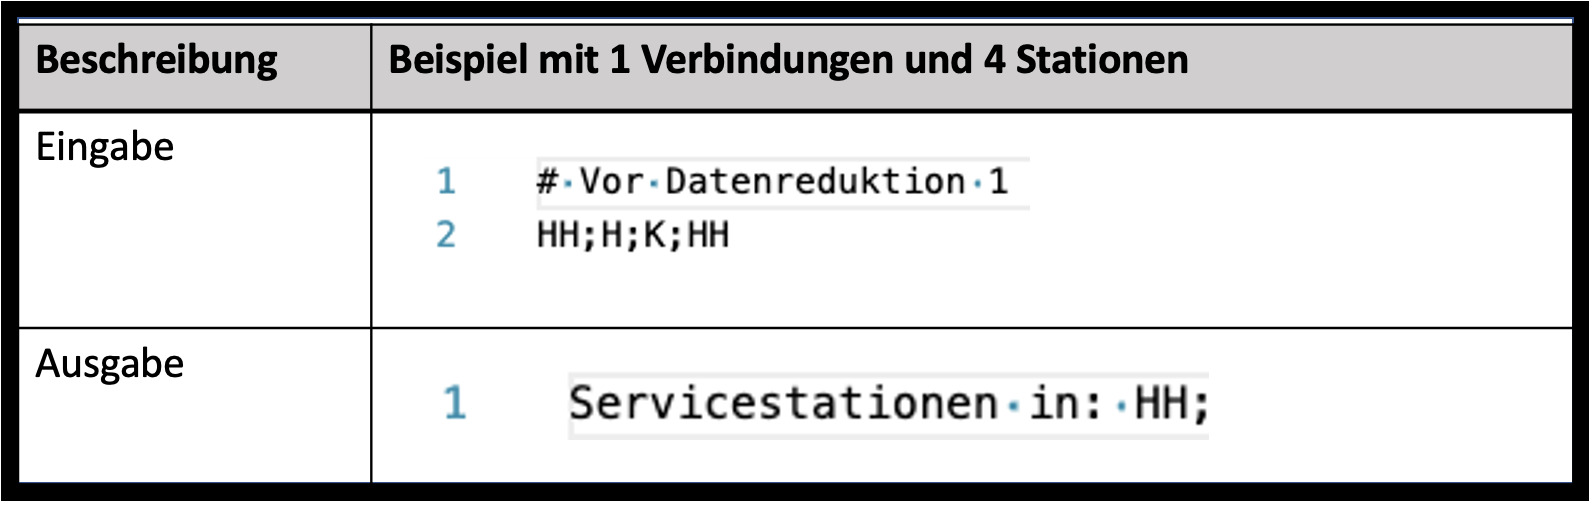 Beschreibung
Beispiel mit 1 Verbindungen und 4 Stationen
Eingabe
1 #·Vor·Datenreduktion·1
2 HH;H;K;HH
Ausgabe
1 Servicestationen·in:·HH;